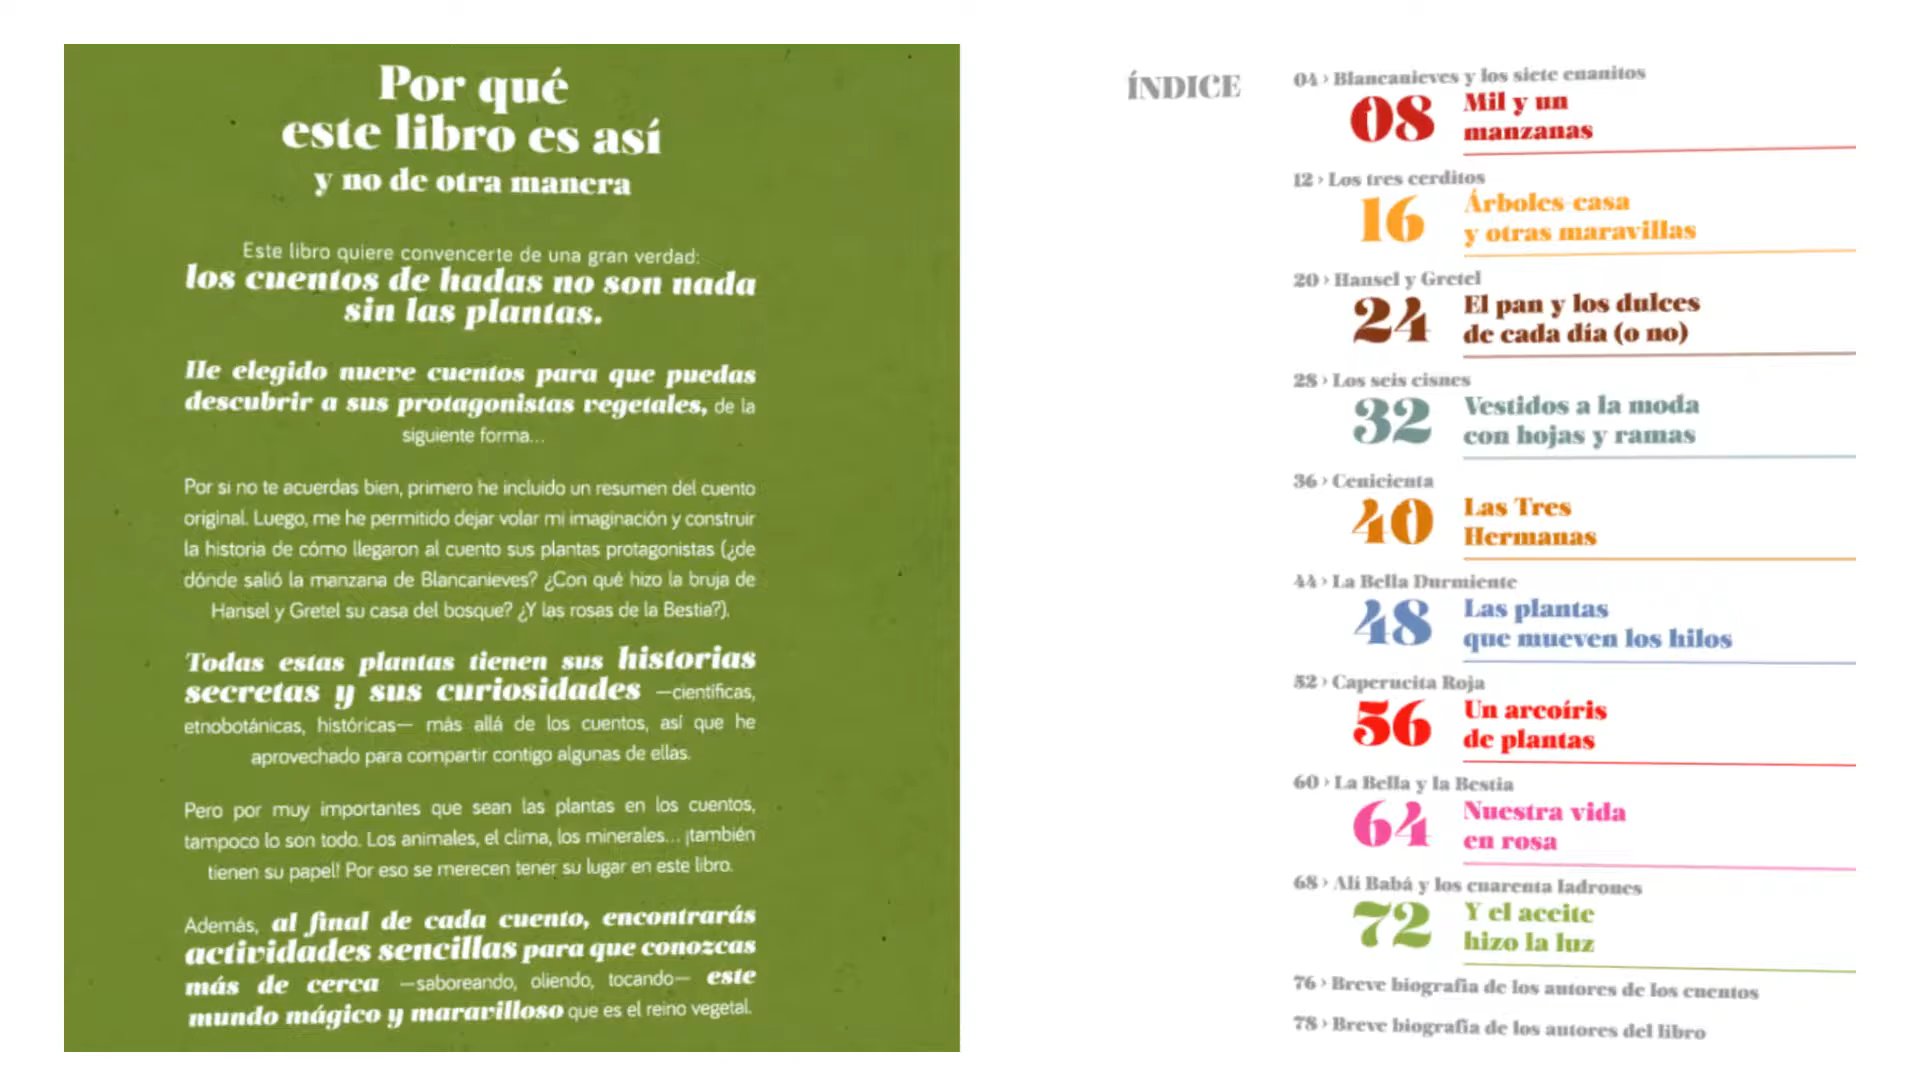 Por qué
este libro es así
y no de otra manera
Este libro quiere convencerte de una gran verdad:
los cuentos de hadas no son nada
sin las plantas.
He elegido nueve cuentos para que puedas
descubrir a sus protagonistas vegetales, de la
siguiente forma...
Por si no te acuerdas bien, primero he incluido un resumen del cuento
original. Luego, me he permitido dejar volar mi imaginación y construir
la historia de cómo llegaron al cuento sus plantas protagonistas (¿de
dónde salió la manzana de Blancanieves? ¿Con qué hizo la bruja de
Hansel y Gretel su casa del bosque? ¿Y las rosas de la Bestia?).
Todas estas plantas tienen sus historias
secretas y sus curiosidades —científicas,
etnobotánicas, históricas— más allá de los cuentos, así que he
aprovechado para compartir contigo algunas de ellas.
Pero por muy importantes que sean las plantas en los cuentos,
tampoco lo son todo. Los animales, el clima, los minerales... ¡también
tienen su papel! Por eso se merecen tener su lugar en este libro.
Además, al final de cada cuento, encontrarás
actividades sencillas para que conozcas
más de cerca —saboreando, oliendo, tocando— este
mundo mágico y maravilloso que es el reino vegetal.
ÍNDICE
04 › Blancanieves y los siete enanitos
08 Mil y un
manzanas
12 › Los tres cerditos
16 Árboles-casa
y otras maravillas
20 › Hansel y Gretel
24 El pan y los dulces
de cada día (o no)
28 › Los seis cisnes
32 Vestidos a la moda
con hojas y ramas
36 › Cenicienta
40 Las Tres
Hermanas
44 › La Bella Durmiente
48 Las plantas
que mueven los hilos
52 › Caperucita Roja
56 Un arcoíris
de plantas
60 › La Bella y la Bestia
64 Nuestra vida
en rosa
68 › Alí Babá y los cuarenta ladrones
72 Y el aceite
hizo la luz
76 › Breve biografía de los autores de los cuentos
78 › Breve biografía de los autores del libro